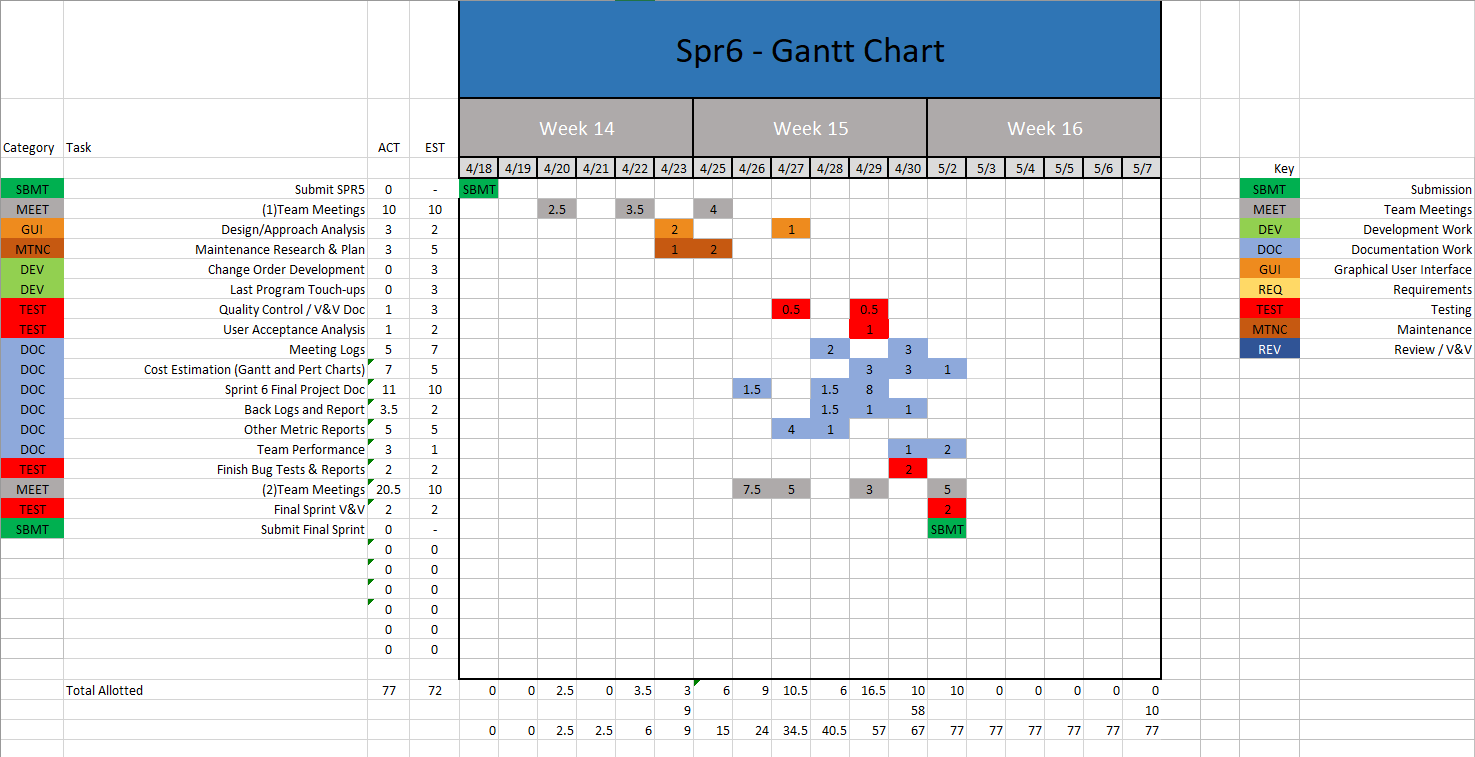 Spr6 - Gantt Chart
Week 14 Week 15 Week 16
Category Task ACT EST
4/18 4/19 4/20 4/21 4/22 4/23 4/25 4/26 4/27 4/28 4/29 4/30 5/2 5/3 5/4 5/5 5/6 5/7 Key
SBMT Submit SPR5 0 - SBMT SBMT Submission
MEET (1)Team Meetings 10 10 2.5 3.5 4 MEET Team Meetings
GUI Design/Approach Analysis 3 2 2 1 DEV Development Work
MTNC Maintenance Research & Plan 3 5 1 2 DOC Documentation Work
DEV Change Order Development 0 3 GUI Graphical User Interface
DEV Last Program Touch-ups 0 3 REQ Requirements
TEST Quality Control / V&V Doc 1 3 0.5 0.5 TEST Testing
TEST User Acceptance Analysis 1 2 1 MTNC Maintenance
DOC Meeting Logs 5 7 2 3 REV Review / V&V
DOC Cost Estimation (Gantt and Pert Charts) 7 5 3 3 1
DOC Sprint 6 Final Project Doc 11 10 1.5 1.5 8
DOC Back Logs and Report 3.5 2 1.5 1 1
DOC Other Metric Reports 5 5 4 1
DOC Team Performance 3 1 1 2
TEST Finish Bug Tests & Reports 2 2 2
MEET (2)Team Meetings 20.5 10 7.5 5 3 5
TEST Final Sprint V&V 2 2 2
SBMT Submit Final Sprint 0 - SBMT
0 0
0 0
0 0
0 0
0 0
0 0
Total Allotted 77 72 0 0 2.5 0 3.5 3 6 9 10.5 6 16.5 10 10 0 0 0 0 0
9 58 10
0 0 2.5 2.5 6 9 15 24 34.5 40.5 57 67 77 77 77 77 77 77